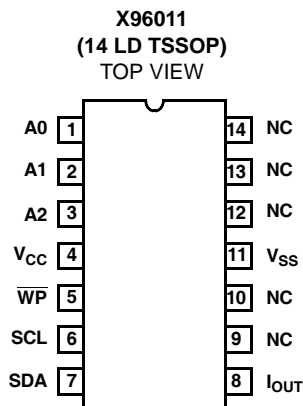 X96011
(14 LD TSSOP)
TOP VIEW
A0 1 14 NC
A1 2 13 NC
A2 3 12 NC
VCC 4 11 VSS
W̅P̅ 5 10 NC
SCL 6 9 NC
SDA 7 8 IOUT